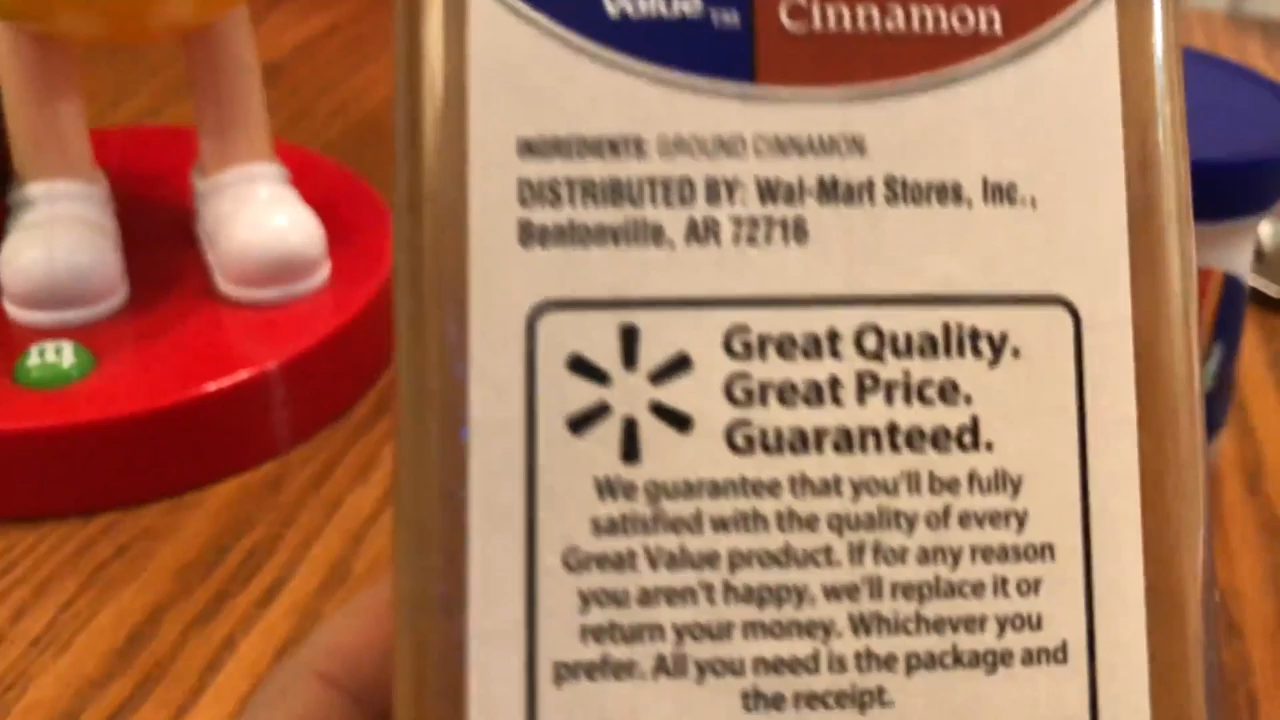 Value™
Cinnamon
INGREDIENTS: GROUND CINNAMON
DISTRIBUTED BY: Wal-Mart Stores, Inc.,
Bentonville, AR 72716
Great Quality.
Great Price.
Guaranteed.
We guarantee that you'll be fully
satisfied with the quality of every
Great Value product. If for any reason
you aren't happy, we'll replace it or
return your money. Whichever you
prefer. All you need is the package and
the receipt.
m